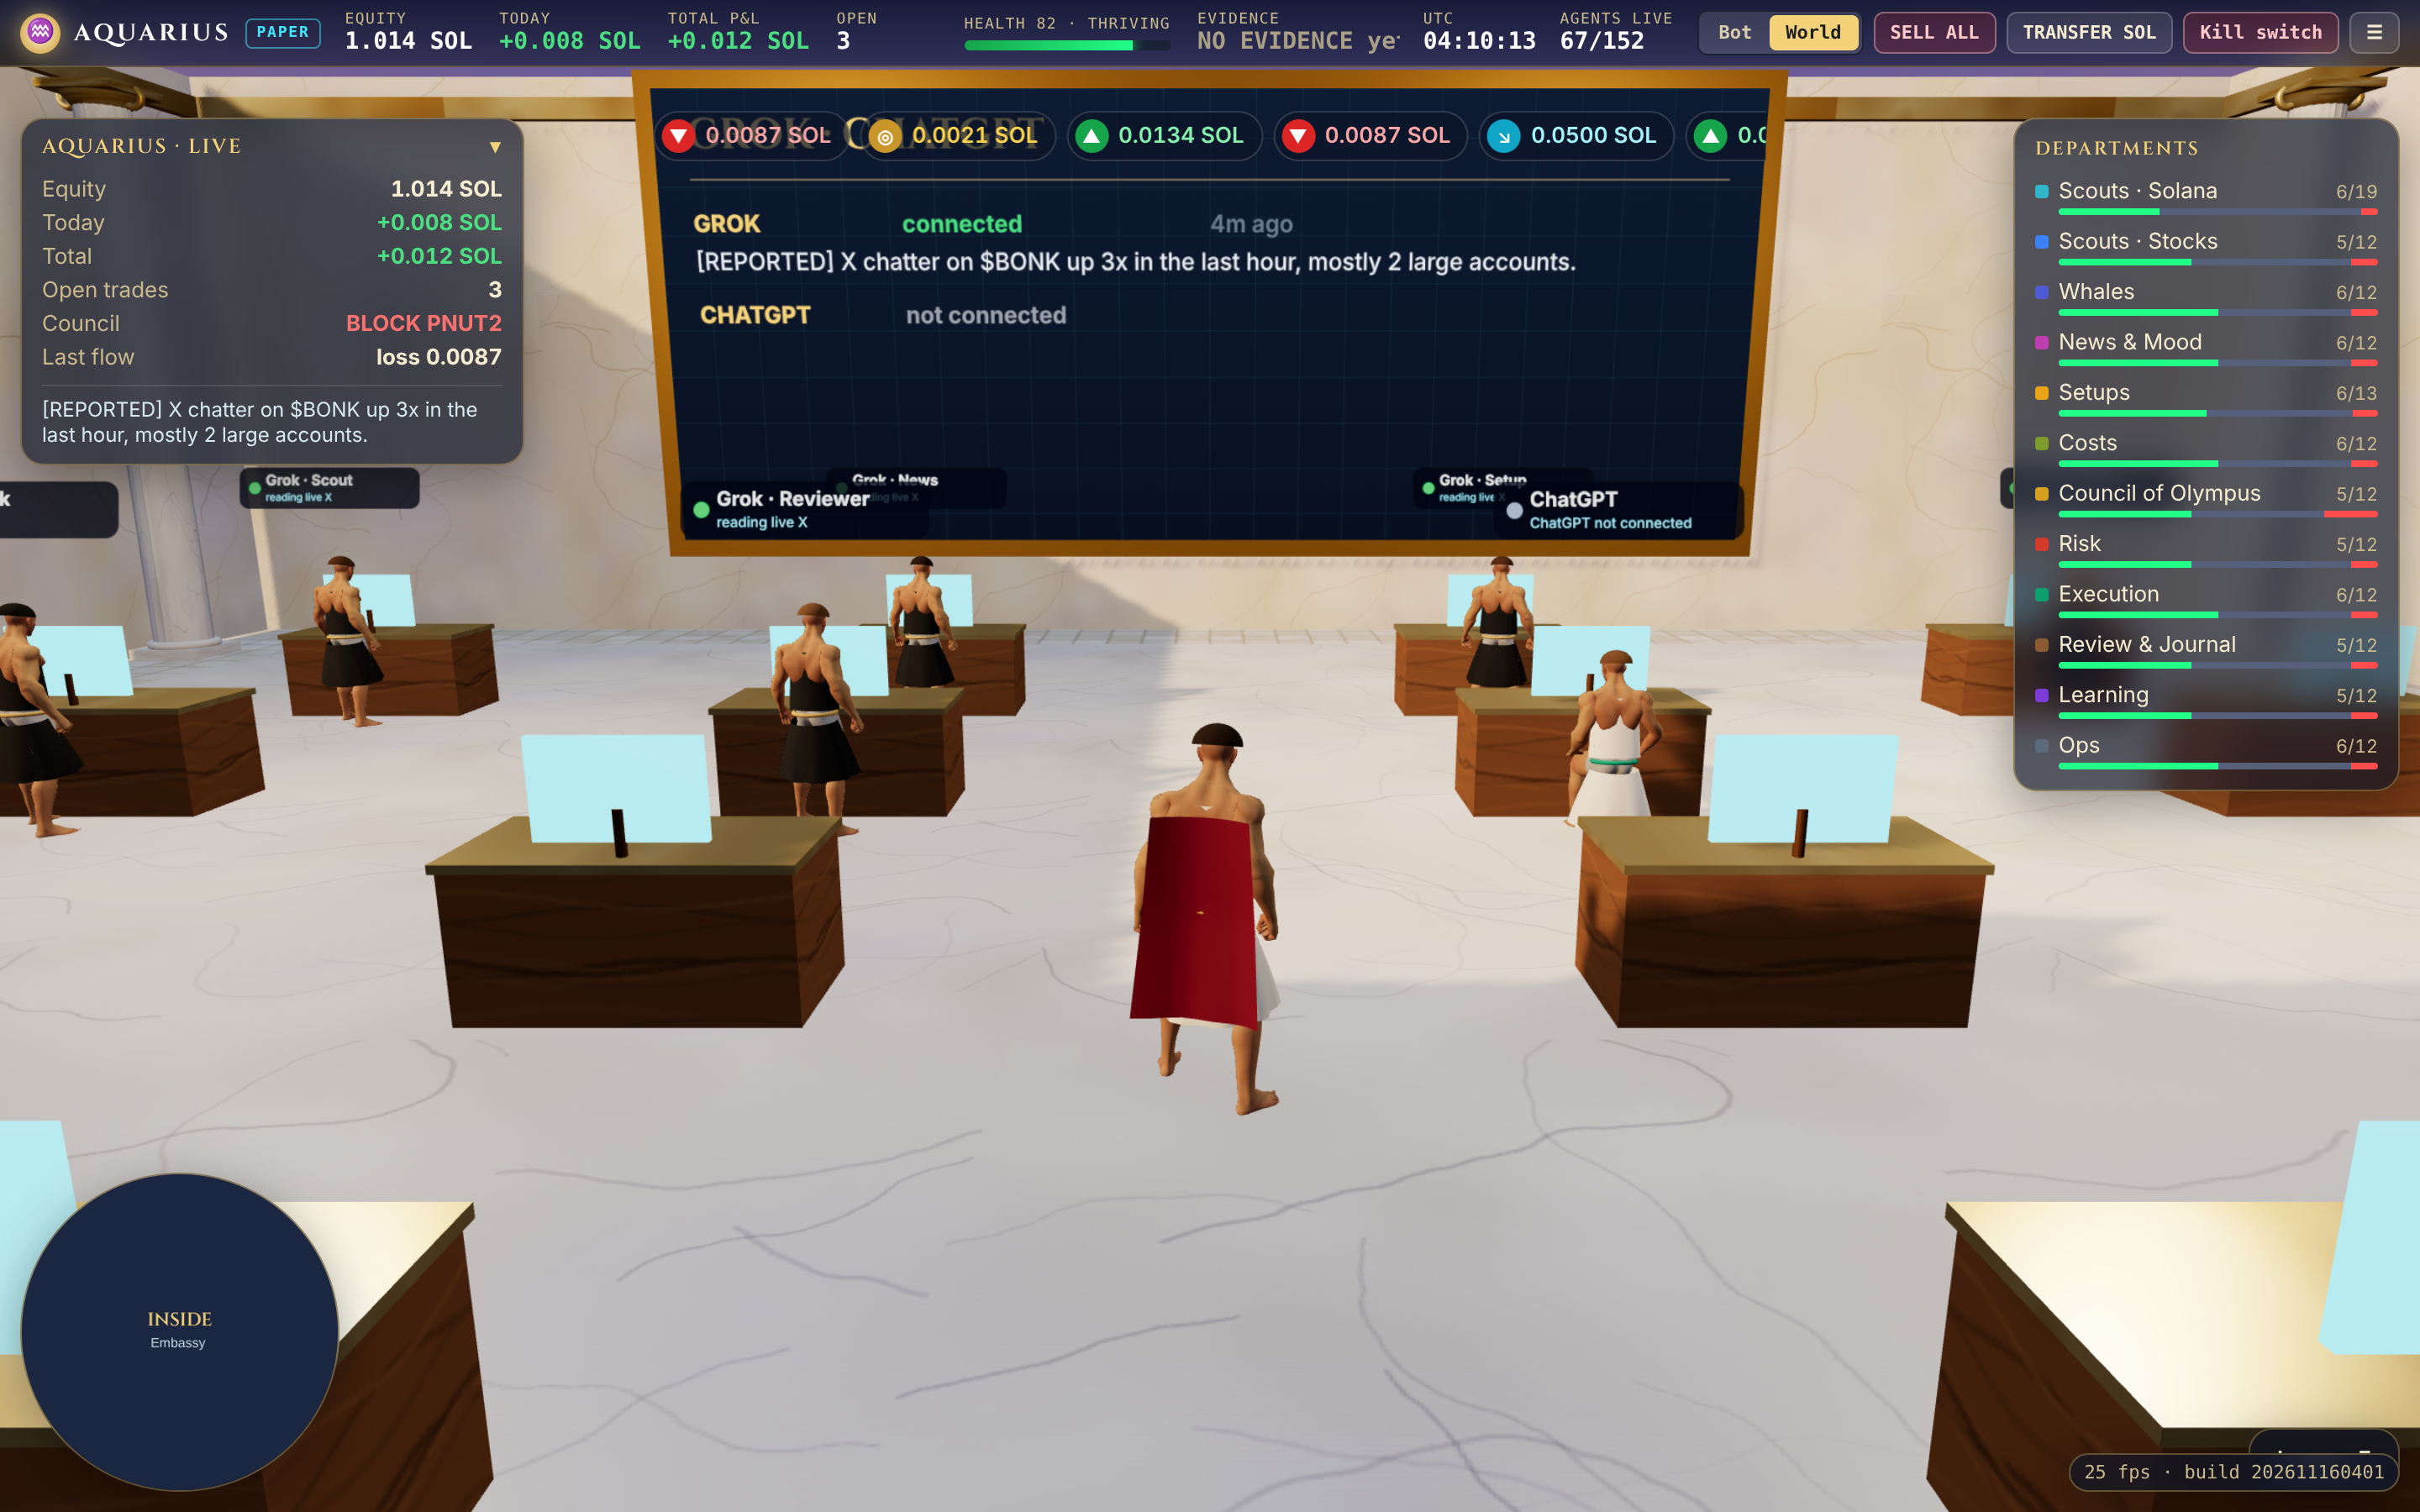 AQUARIUS
PAPER
EQUITY
1.014 SOL
TODAY
+0.008 SOL
TOTAL P&L
+0.012 SOL
OPEN
3
HEALTH 82 · THRIVING
EVIDENCE
NO EVIDENCE ye
UTC
04:10:13
AGENTS LIVE
67/152
Bot
World
SELL ALL
TRANSFER SOL
Kill switch
AQUARIUS · LIVE
Equity 1.014 SOL
Today +0.008 SOL
Total +0.012 SOL
Open trades 3
Council BLOCK PNUT2
Last flow loss 0.0087
[REPORTED] X chatter on $BONK up 3x in the
last hour, mostly 2 large accounts.
GROK · CHATGPT
0.0087 SOL
0.0021 SOL
0.0134 SOL
0.0087 SOL
0.0500 SOL
GROK connected 4m ago
[REPORTED] X chatter on $BONK up 3x in the last hour, mostly 2 large accounts.
CHATGPT not connected
Grok · Scout
reading live X
Grok · News
Grok · Reviewer
reading live X
Grok · Setup
reading live X
ChatGPT
ChatGPT not connected
DEPARTMENTS
Scouts · Solana 6/19
Scouts · Stocks 5/12
Whales 6/12
News & Mood 6/12
Setups 6/13
Costs 6/12
Council of Olympus 5/12
Risk 5/12
Execution 6/12
Review & Journal 5/12
Learning 5/12
Ops 6/12
INSIDE
Embassy
25 fps · build 202611160401